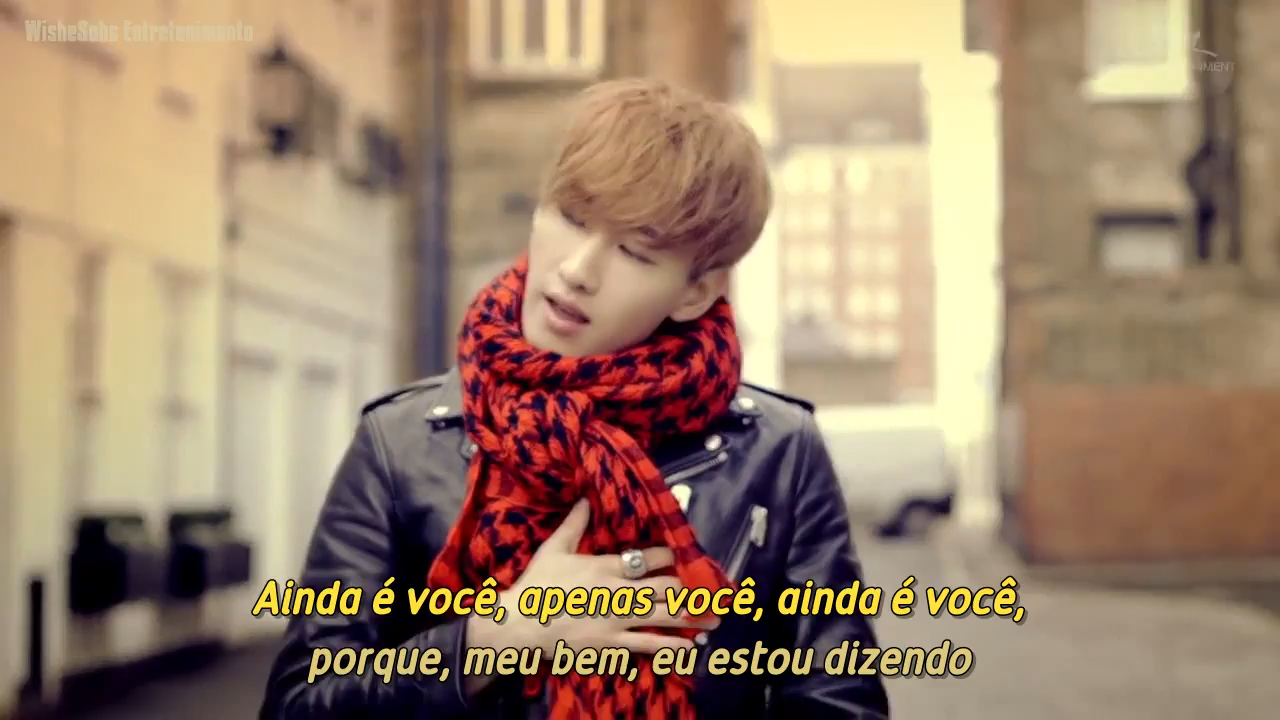 WisheSubs Entretenimento
Ainda é você, apenas você, ainda é você,
porque, meu bem, eu estou dizendo